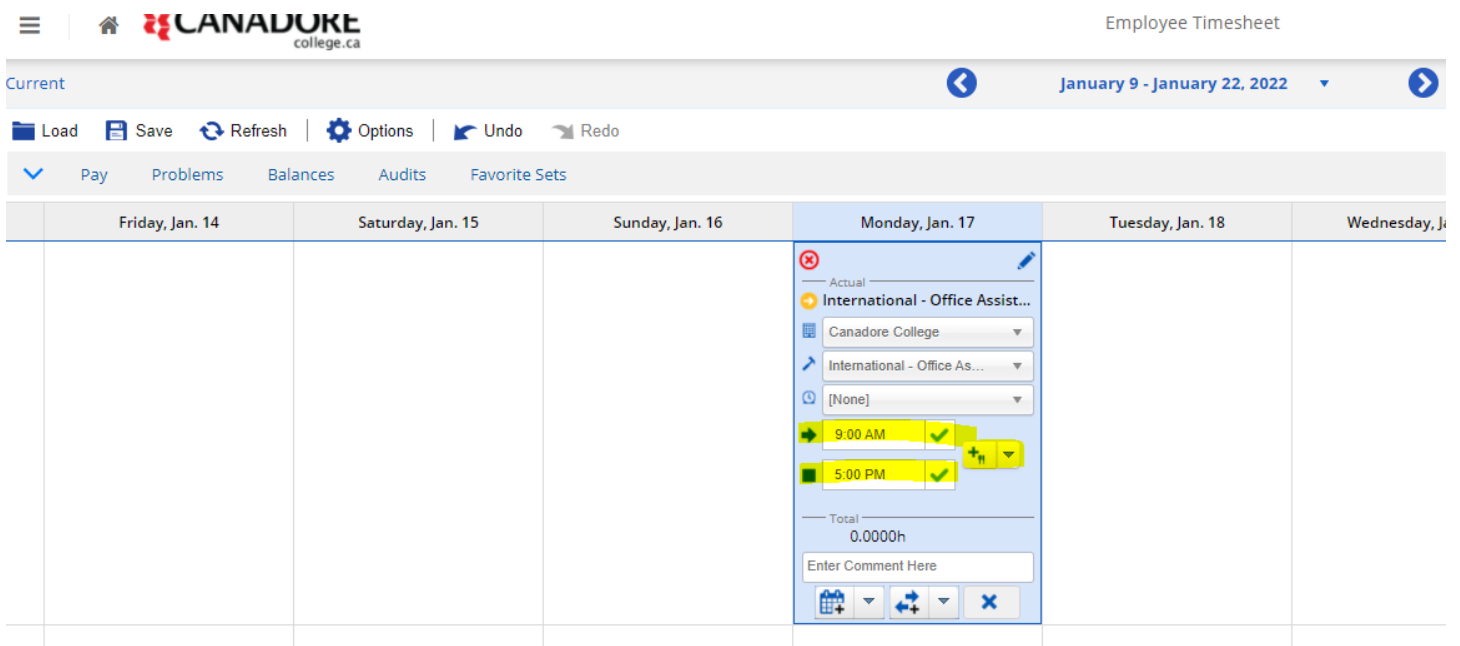 CANADORE
college.ca
Employee Timesheet
Current
January 9 - January 22, 2022
Load Save Refresh Options Undo Redo
Pay Problems Balances Audits Favorite Sets
Friday, Jan. 14 Saturday, Jan. 15 Sunday, Jan. 16 Monday, Jan. 17 Tuesday, Jan. 18 Wednesday,
Actual
International - Office Assist...
Canadore College
International - Office As...
[None]
9:00 AM
5:00 PM
Total
0.0000h
Enter Comment Here